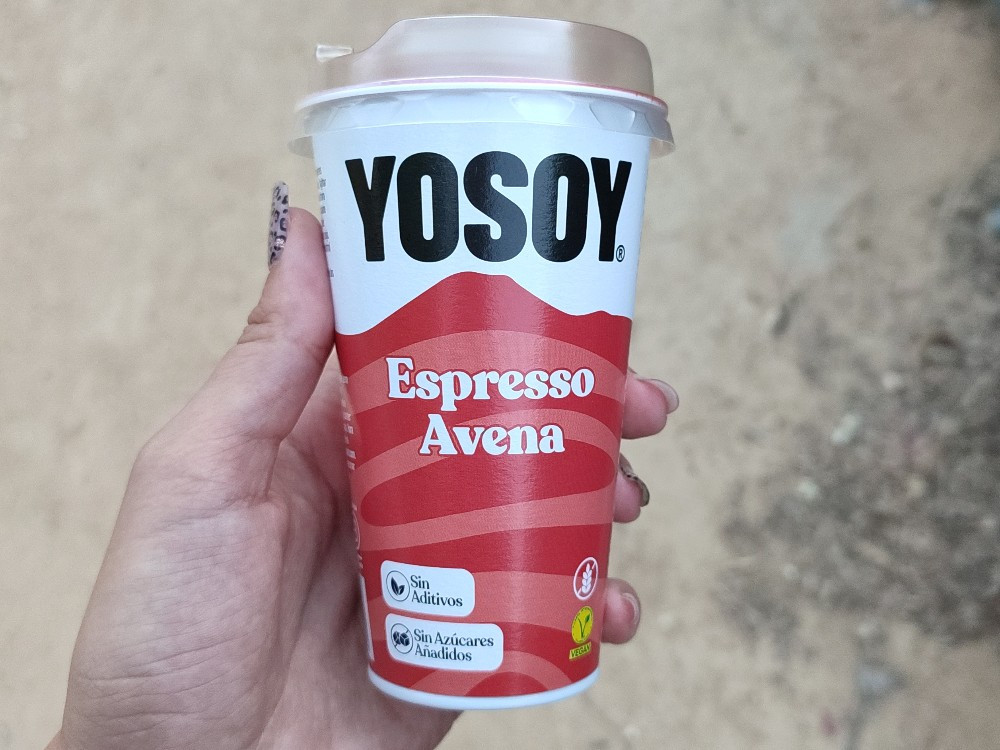 YOSOY®
Espresso
Avena
Sin
Aditivos
Sin Azúcares
Añadidos
VEGAN